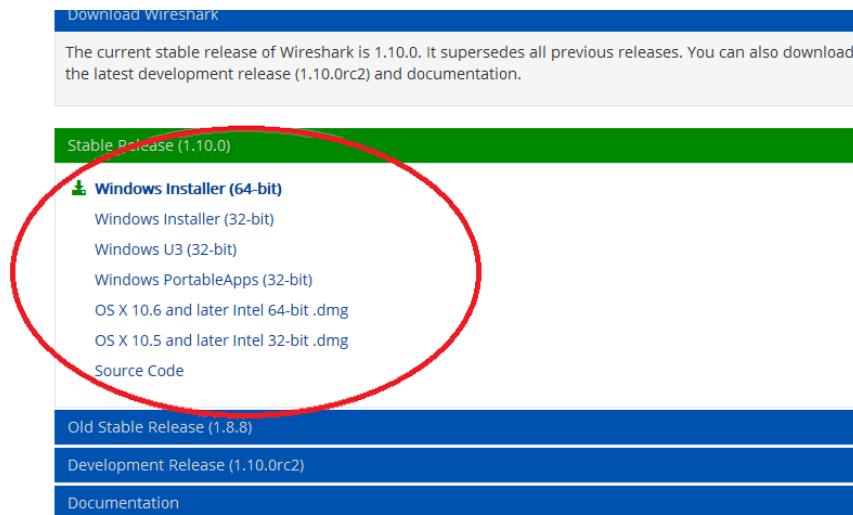 Download Wireshark
The current stable release of Wireshark is 1.10.0. It supersedes all previous releases. You can also download
the latest development release (1.10.0rc2) and documentation.
Stable Release (1.10.0)
Windows Installer (64-bit)
Windows Installer (32-bit)
Windows U3 (32-bit)
Windows PortableApps (32-bit)
OS X 10.6 and later Intel 64-bit .dmg
OS X 10.5 and later Intel 32-bit .dmg
Source Code
Old Stable Release (1.8.8)
Development Release (1.10.0rc2)
Documentation